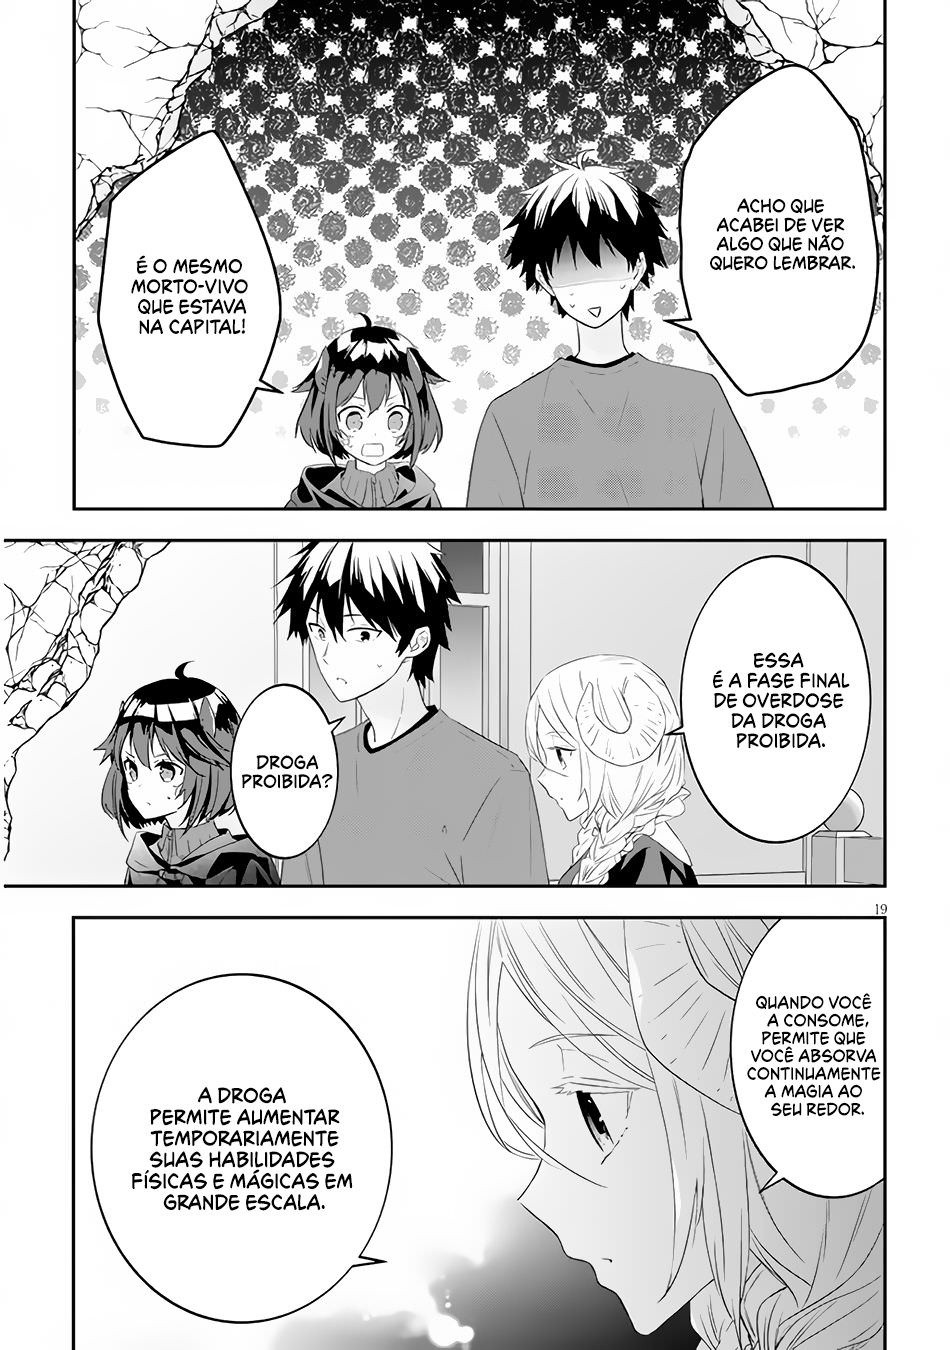 ACHO QUE
ACABEI DE VER
ALGO QUE NÃO
QUERO LEMBRAR.
É O MESMO
MORTO-VIVO
QUE ESTAVA
NA CAPITAL!
ESSA
É A FASE FINAL
DE OVERDOSE
DA DROGA
PROIBIDA.
DROGA
PROIBIDA?
19
QUANDO VOCÊ
A CONSOME,
PERMITE QUE
VOCÊ ABSORVA
CONTINUAMENTE
A MAGIA AO
SEU REDOR.
A DROGA
PERMITE AUMENTAR
TEMPORARIAMENTE
SUAS HABILIDADES
FÍSICAS E MÁGICAS EM
GRANDE ESCALA.